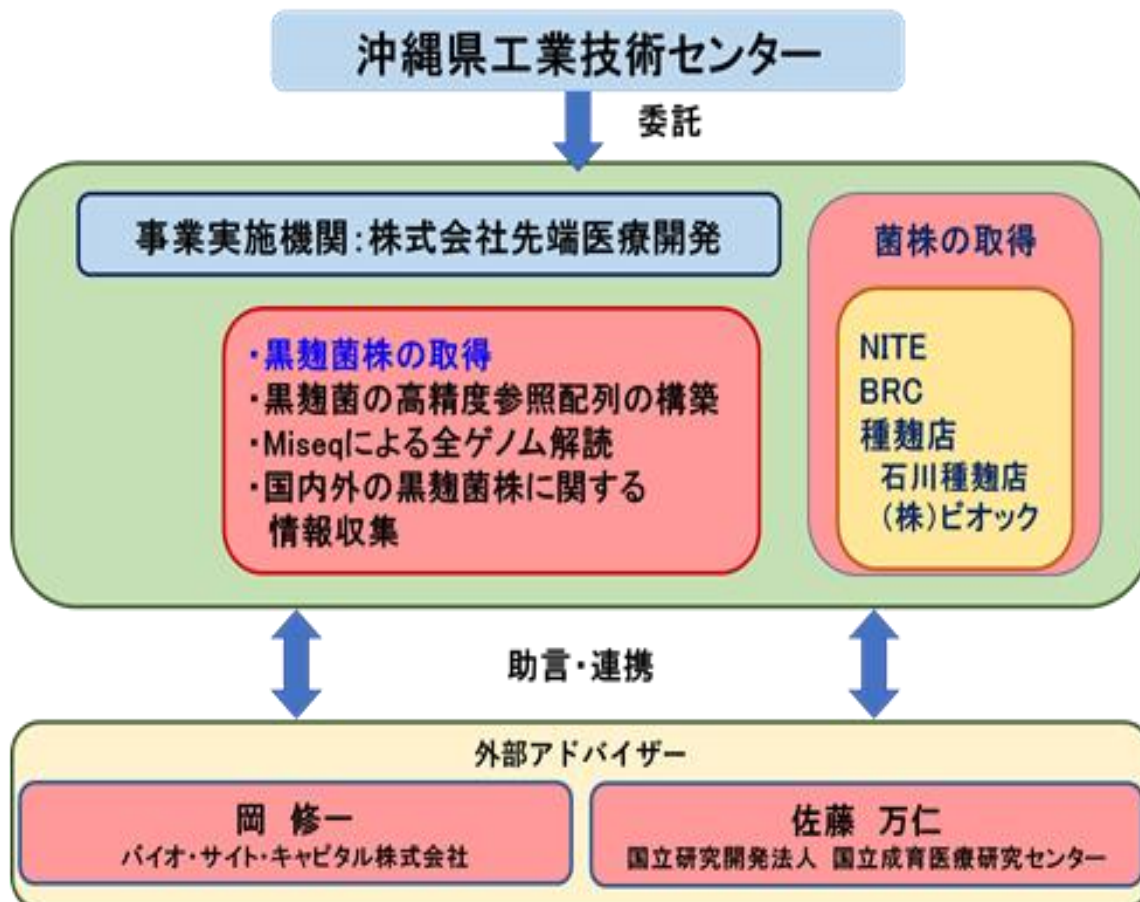 沖縄県工業技術センター
委託
事業実施機関:株式会社先端医療開発
・黒麹菌株の取得
・黒麹菌の高精度参照配列の構築
・Miseqによる全ゲノム解読
・国内外の黒麹菌株に関する
情報収集
菌株の取得
NITE
BRC
種麹店
石川種麹店
(株)ビオック
助言・連携
外部アドバイザー
岡 修一
バイオ・サイト・キャピタル株式会社
佐藤 万仁
国立研究開発法人 国立成育医療研究センター